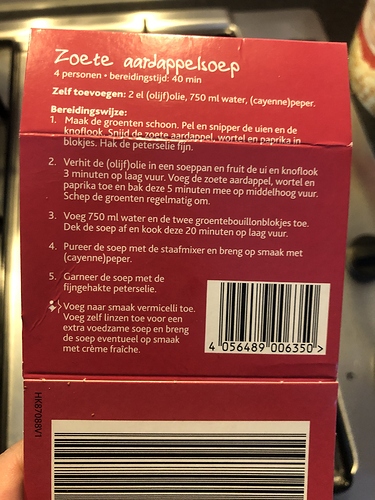 Zoete aardappelsoep
4 personen • bereidingstijd: 40 min
Zelf toevoegen: 2 el (olijf)olie, 750 ml water, (cayenne)peper.
Bereidingswijze:
1. Maak de groenten schoon. Pel en snipper de uien en de
knoflook. Snijd de zoete aardappel, wortel en paprika in
blokjes. Hak de peterselie fijn.
2. Verhit de (olijf)olie in een soeppan en fruit de ui en knoflook
3 minuten op laag vuur. Voeg de zoete aardappel, wortel en
paprika toe en bak deze 5 minuten mee op middelhoog vuur.
Schep de groenten regelmatig om.
3. Voeg 750 ml water en de twee groentebouillonblokjes toe.
Dek de soep af en kook deze 20 minuten op laag vuur.
4. Pureer de soep met de staafmixer en breng op smaak met
(cayenne)peper.
5. Garneer de soep met de
fijngehakte peterselie.
Voeg naar smaak vermicelli toe.
Voeg zelf linzen toe voor een
extra voedzame soep en breng
de soep eventueel op smaak
met crème fraîche.
4 056489 006350 >
HK87088V1